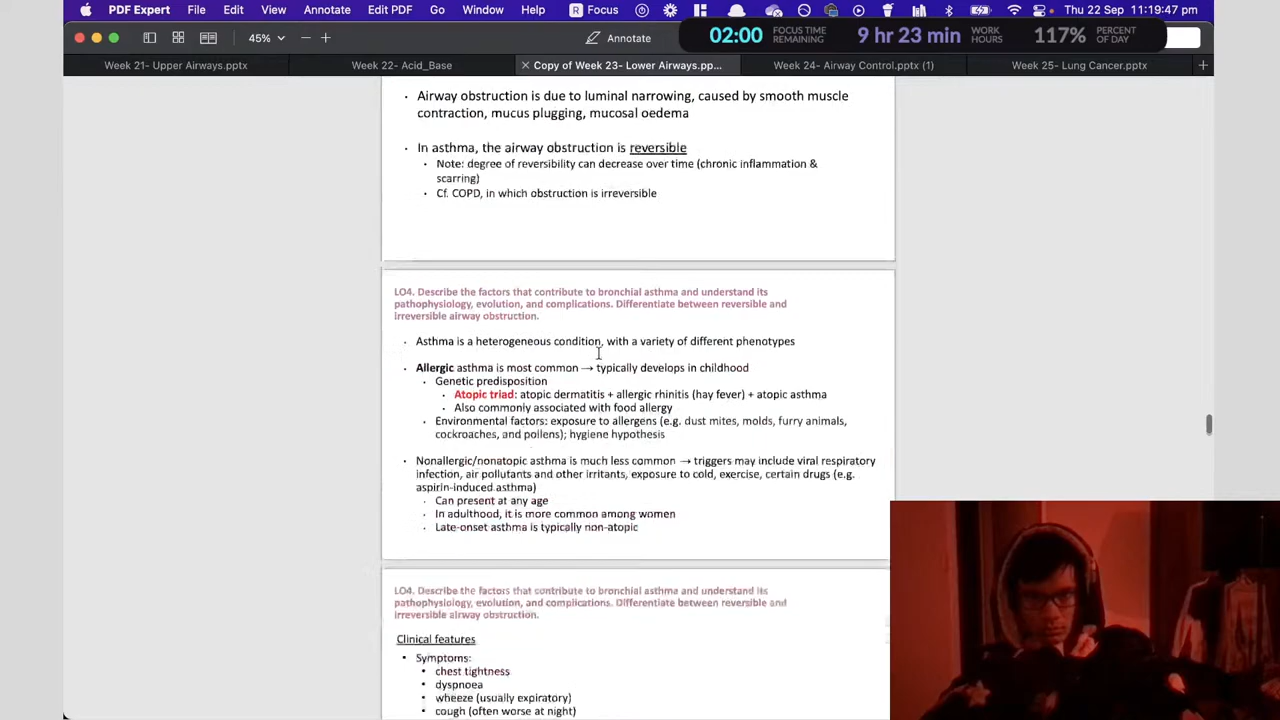 PDF Expert File Edit View Annotate Edit PDF Go Window Help Focus Thu 22 Sep 11:19:47 pm
45% Annotate 02:00 FOCUS TIME REMAINING 9 hr 23 min WORK HOURS 117% PERCENT OF DAY
Week 21- Upper Airways.pptx Week 22- Acid_Base Copy of Week 23- Lower Airways.pp... Week 24- Airway Control.pptx (1) Week 25- Lung Cancer.pptx
• Airway obstruction is due to luminal narrowing, caused by smooth muscle
contraction, mucus plugging, mucosal oedema
• In asthma, the airway obstruction is reversible
• Note: degree of reversibility can decrease over time (chronic inflammation &
scarring)
• Cf. COPD, in which obstruction is irreversible
LO4. Describe the factors that contribute to bronchial asthma and understand its
pathophysiology, evolution, and complications. Differentiate between reversible and
irreversible airway obstruction.
• Asthma is a heterogeneous condition, with a variety of different phenotypes
• Allergic asthma is most common → typically develops in childhood
• Genetic predisposition
• Atopic triad: atopic dermatitis + allergic rhinitis (hay fever) + atopic asthma
• Also commonly associated with food allergy
• Environmental factors: exposure to allergens (e.g. dust mites, molds, furry animals,
cockroaches, and pollens); hygiene hypothesis
• Nonallergic/nonatopic asthma is much less common → triggers may include viral respiratory
infection, air pollutants and other irritants, exposure to cold, exercise, certain drugs (e.g.
aspirin-induced asthma)
• Can present at any age
• In adulthood, it is more common among women
• Late-onset asthma is typically non-atopic
LO4. Describe the factors that contribute to bronchial asthma and understand its
pathophysiology, evolution, and complications. Differentiate between reversible and
irreversible airway obstruction.
Clinical features
• Symptoms:
• chest tightness
• dyspnoea
• wheeze (usually expiratory)
• cough (often worse at night)